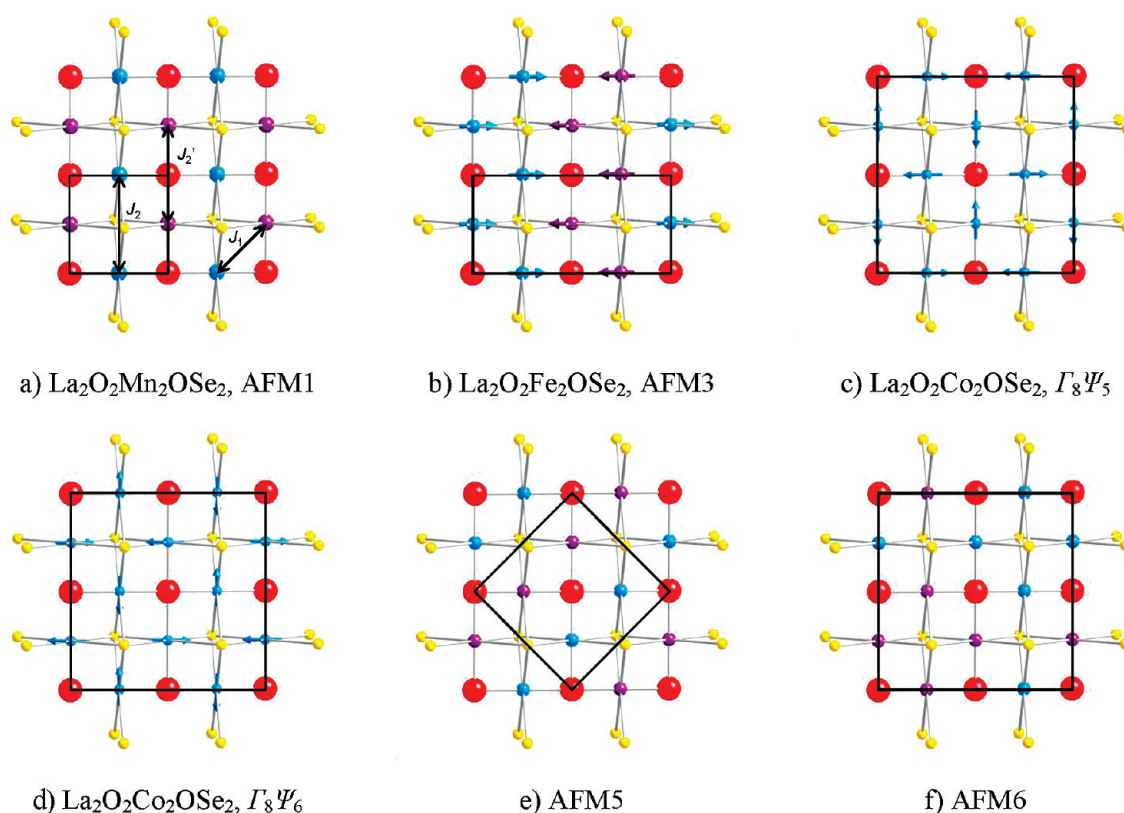 J₂'
J₂
J₁
a) La₂O₂Mn₂OSe₂, AFM1
b) La₂O₂Fe₂OSe₂, AFM3
c) La₂O₂Co₂OSe₂, Γ₈Ψ₅
d) La₂O₂Co₂OSe₂, Γ₈Ψ₆
e) AFM5
f) AFM6